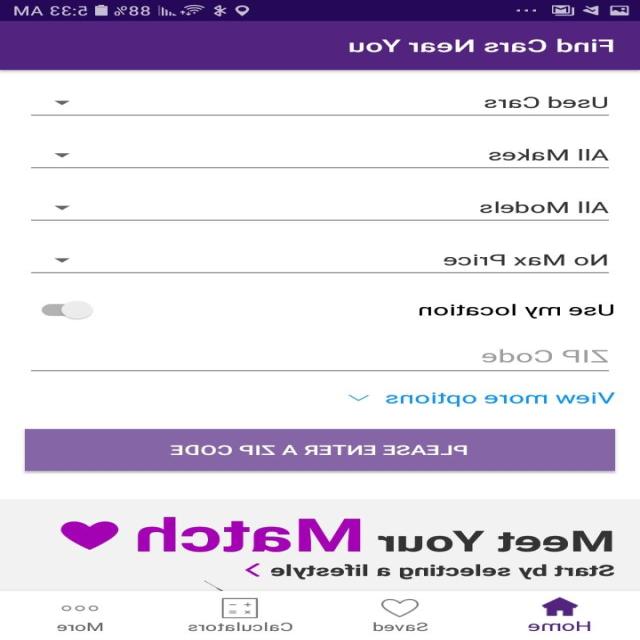 5:33 AM
88%
Find Cars Near You
Used Cars
All Makes
All Models
No Max Price
Use my location
ZIP Code
View more options
PLEASE ENTER A ZIP CODE
Meet Your Match
Start by selecting a lifestyle >
Home
Saved
Calculators
More